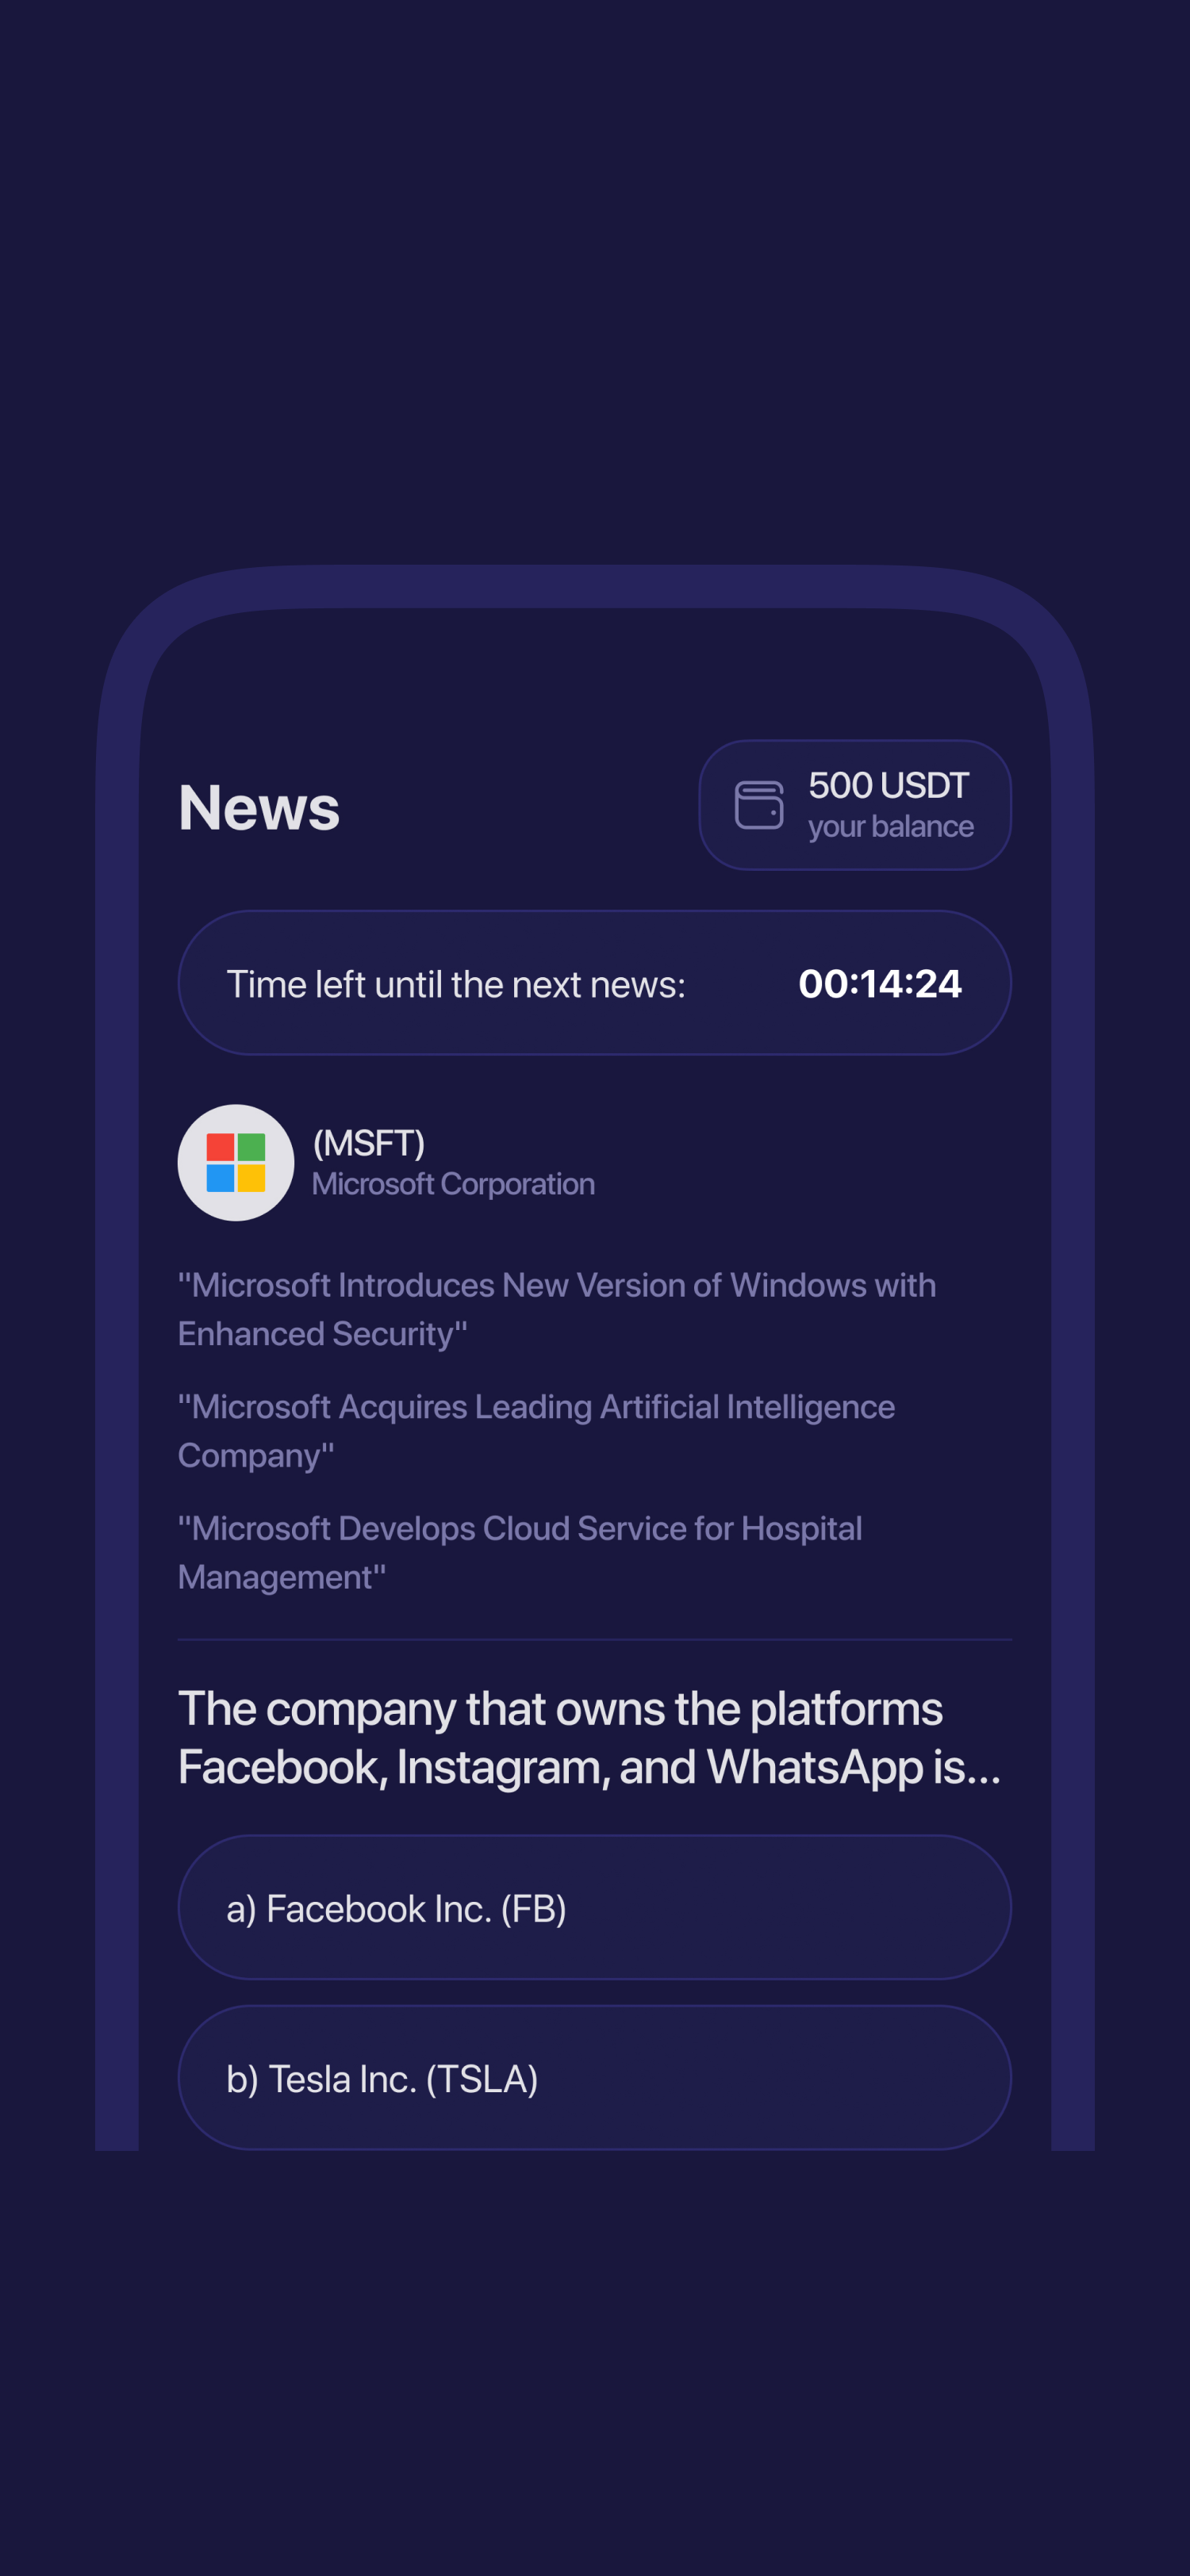 News
500 USDT
your balance
Time left until the next news: 00:14:24
(MSFT)
Microsoft Corporation
"Microsoft Introduces New Version of Windows with
Enhanced Security"
"Microsoft Acquires Leading Artificial Intelligence
Company"
"Microsoft Develops Cloud Service for Hospital
Management"
The company that owns the platforms
Facebook, Instagram, and WhatsApp is...
a) Facebook Inc. (FB)
b) Tesla Inc. (TSLA)